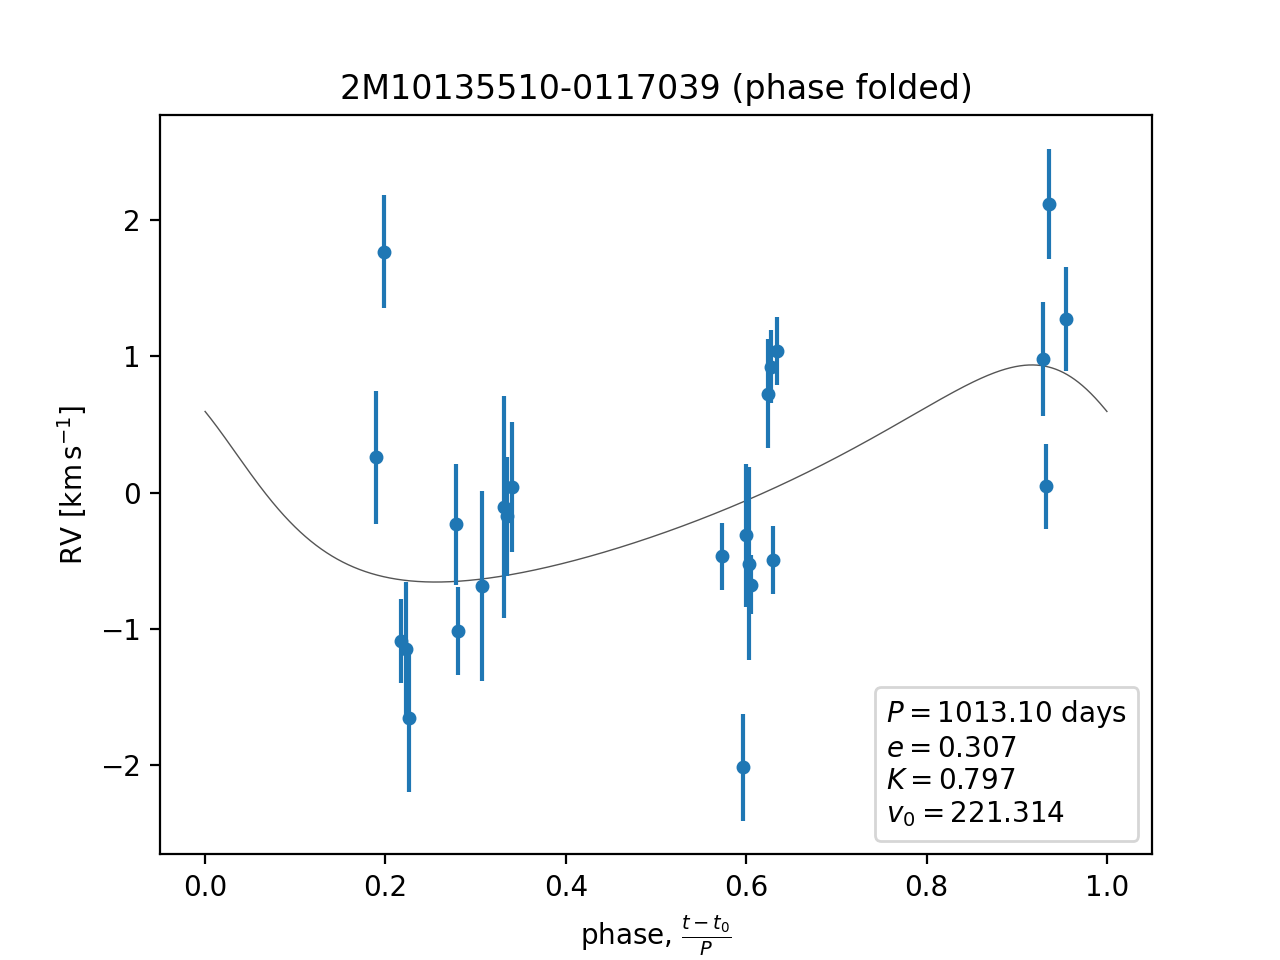 2M10135510-0117039 (phase folded)
RV [km s⁻¹]
2
1
0
−1
−2
P = 1013.10 days
e = 0.307
K = 0.797
v₀ = 221.314
0.0 0.2 0.4 0.6 0.8 1.0
phase, (t − t₀)/P